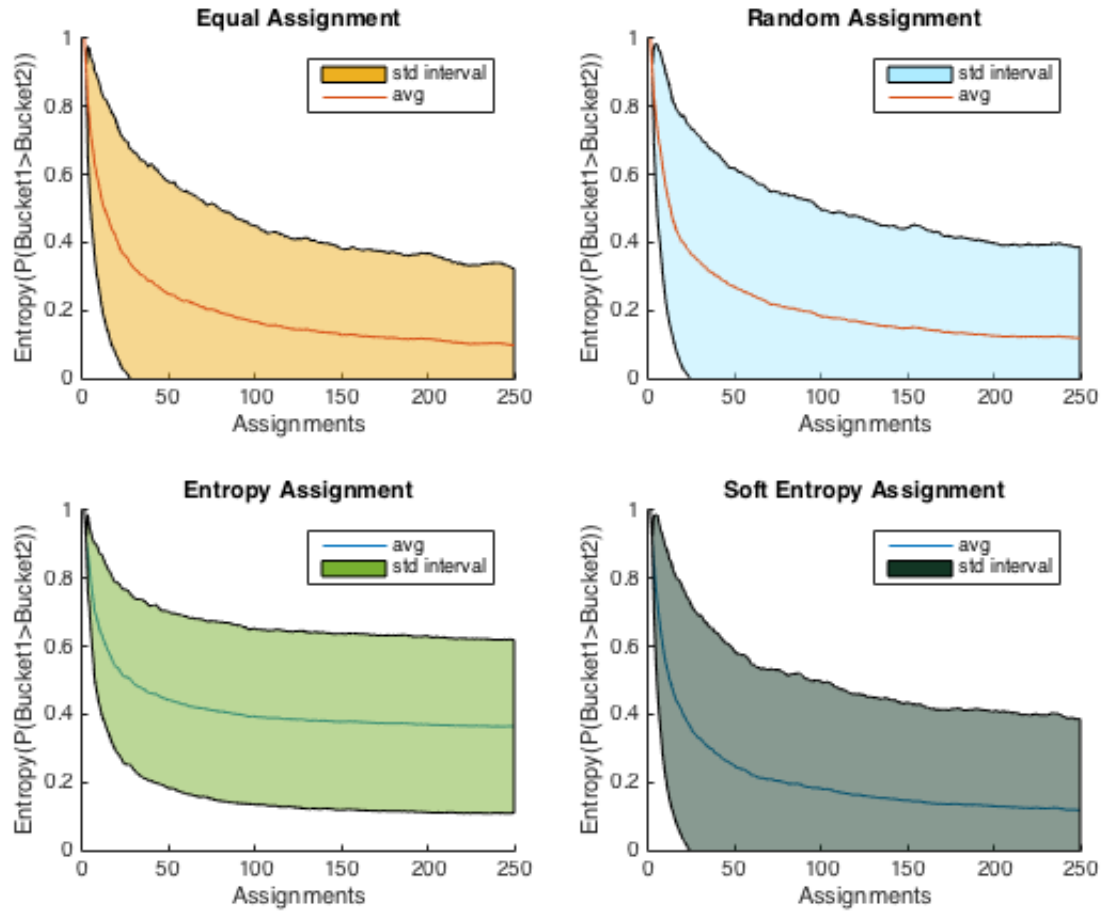 Equal Assignment
Entropy(P(Bucket1>Bucket2))
1
0.8
0.6
0.4
0.2
0
std interval
avg
0 50 100 150 200 250
Assignments
Random Assignment
Entropy(P(Bucket1>Bucket2))
1
0.8
0.6
0.4
0.2
0
std interval
avg
0 50 100 150 200 250
Assignments
Entropy Assignment
Entropy(P(Bucket1>Bucket2))
1
0.8
0.6
0.4
0.2
0
avg
std interval
0 50 100 150 200 250
Assignments
Soft Entropy Assignment
Entropy(P(Bucket1>Bucket2))
1
0.8
0.6
0.4
0.2
0
avg
std interval
0 50 100 150 200 250
Assignments